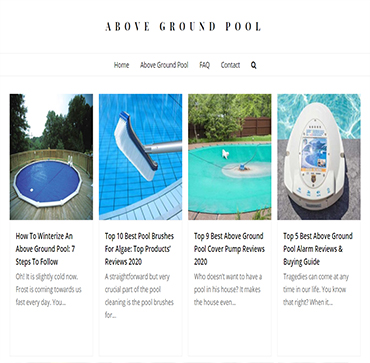 ABOVE GROUND POOL
Home Above Ground Pool FAQ Contact
How To Winterize An
Above Ground Pool: 7
Steps To Follow
Oh! It is slightly cold now.
Frost is coming towards us
fast every day. You...
Top 10 Best Pool Brushes
For Algae: Top Products'
Reviews 2020
A straightforward but very
crucial part of the pool
cleaning is the pool brushes
for...
Top 9 Best Above Ground
Pool Cover Pump Reviews
2020
Who doesn't want to have a
pool in his house? It makes
the house even...
Top 5 Best Above Ground
Pool Alarm Reviews &
Buying Guide
Tragedies can come at any
time in our life. You know
that right? When it...